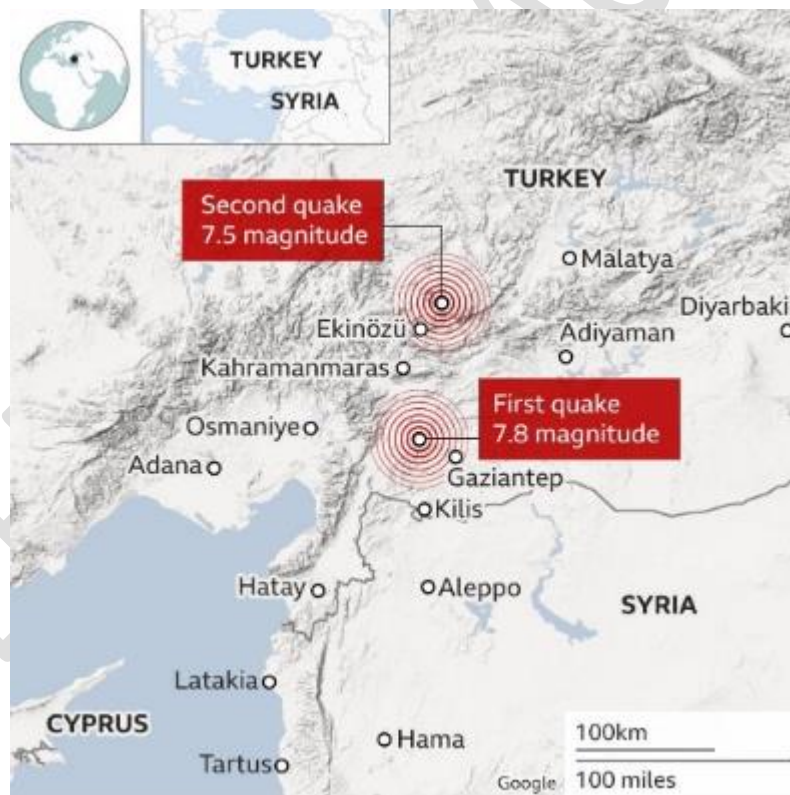 TURKEY
SYRIA
TURKEY
Second quake
7.5 magnitude
Malatya
Diyarbaki
Ekinözü
Adiyaman
Kahramanmaras
First quake
7.8 magnitude
Osmaniye
Adana
Gaziantep
Kilis
Hatay
Aleppo
SYRIA
Latakia
CYPRUS
Hama
Tartus
100km
Google
100 miles